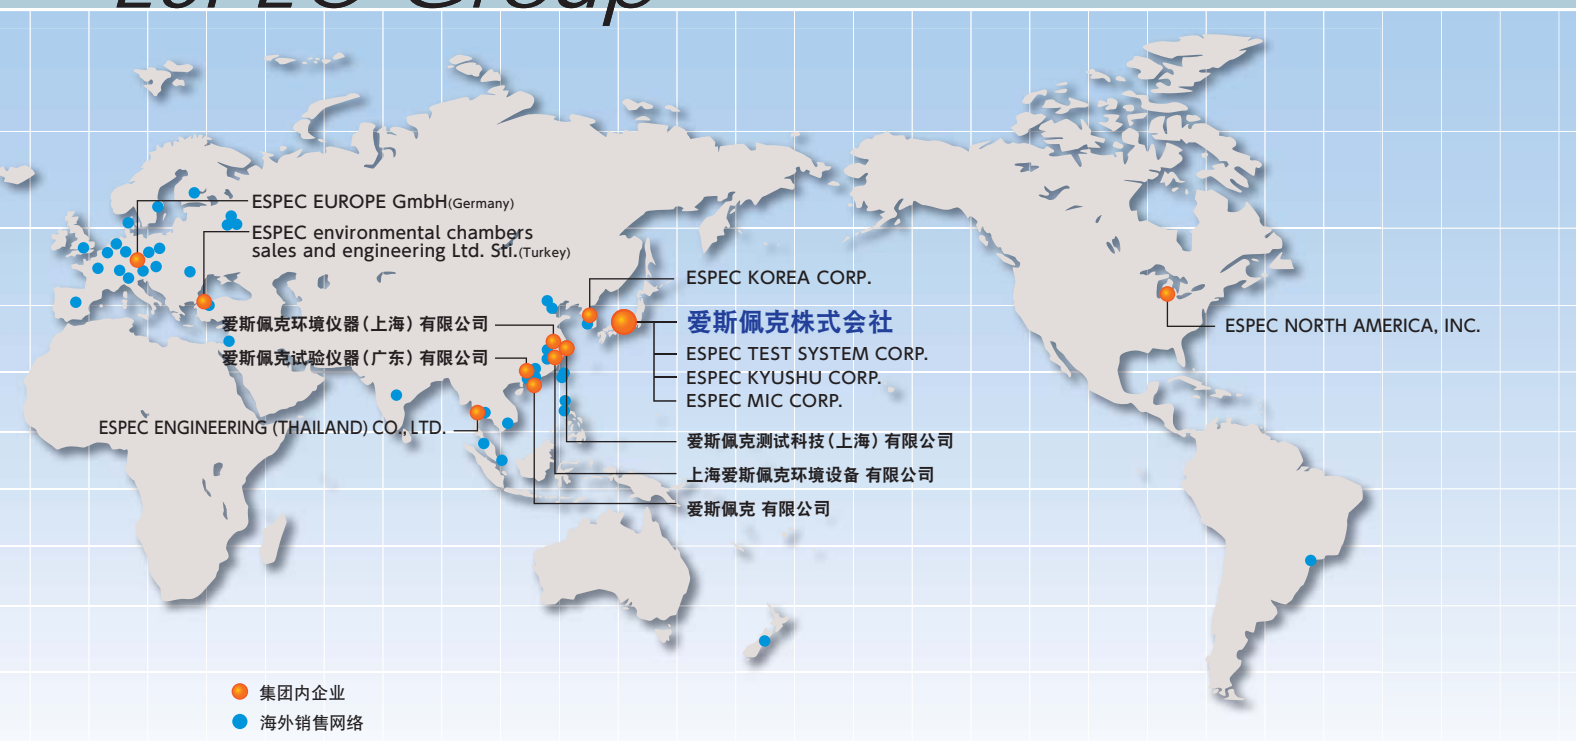 ESPEC Group
ESPEC EUROPE GmbH(Germany)
ESPEC environmental chambers
sales and engineering Ltd. Sti.(Turkey)
ESPEC KOREA CORP.
爱斯佩克环境仪器(上海)有限公司
爱斯佩克株式会社
ESPEC NORTH AMERICA, INC.
爱斯佩克试验仪器(广东)有限公司
ESPEC TEST SYSTEM CORP.
ESPEC KYUSHU CORP.
ESPEC MIC CORP.
ESPEC ENGINEERING (THAILAND) CO., LTD.
爱斯佩克测试科技(上海)有限公司
上海爱斯佩克环境设备 有限公司
爱斯佩克 有限公司
集团内企业
海外销售网络